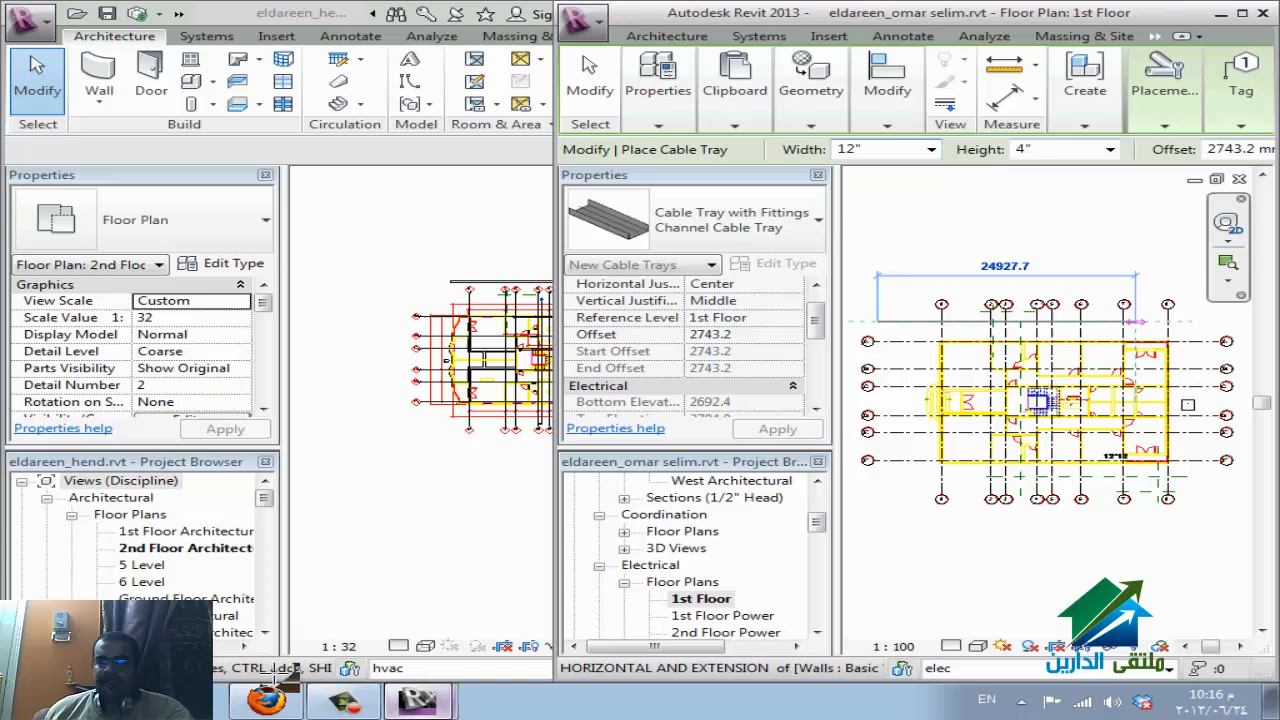 eldareen_he...
Sig
Architecture
Systems
Insert
Annotate
Analyze
Massing &
Modify
Wall
Door
Select
Build
Circulation
Model
Room & Area
Properties
Floor Plan
Floor Plan: 2nd Floc
Edit Type
Graphics
View Scale
Custom
Scale Value 1:
32
Display Model
Normal
Detail Level
Coarse
Parts Visibility
Show Original
Detail Number
2
Rotation on S
None
Properties help
Apply
eldareen_hend.rvt - Project Browser
Views (Discipline)
Architectural
Floor Plans
1st Floor Architectur
2nd Floor Architect
5 Level
6 Level
Ground Floor Archite
1 : 32
es, CTRL
SHI
hvac
Autodesk Revit 2013 - eldareen_omar selim.rvt - Floor Plan: 1st Floor
Architecture
Systems
Insert
Annotate
Analyze
Massing & Site
Modify
Properties
Clipboard
Geometry
Modify
Create
Placeme...
Tag
Select
View
Measure
Modify | Place Cable Tray
Width:
12"
Height:
4"
Offset:
2743.2 mm
Properties
Cable Tray with Fittings
Channel Cable Tray
New Cable Trays
Edit Type
Horizontal Jus...
Center
Vertical Justifi...
Middle
Reference Level
1st Floor
Offset
2743.2
Start Offset
2743.2
End Offset
2743.2
Electrical
Bottom Elevat...
2692.4
Properties help
Apply
eldareen_omar selim.rvt - Project Br...
West Architectural
Sections (1/2" Head)
Coordination
Floor Plans
3D Views
Electrical
Floor Plans
1st Floor
1st Floor Power
2nd Floor Power
24927.7
2D
1 : 100
ملتقى الدارين
HORIZONTAL AND EXTENSION of [Walls : Basic
elec
:0
EN
10:16 م
٢٠١٣/٠٦/٢٤